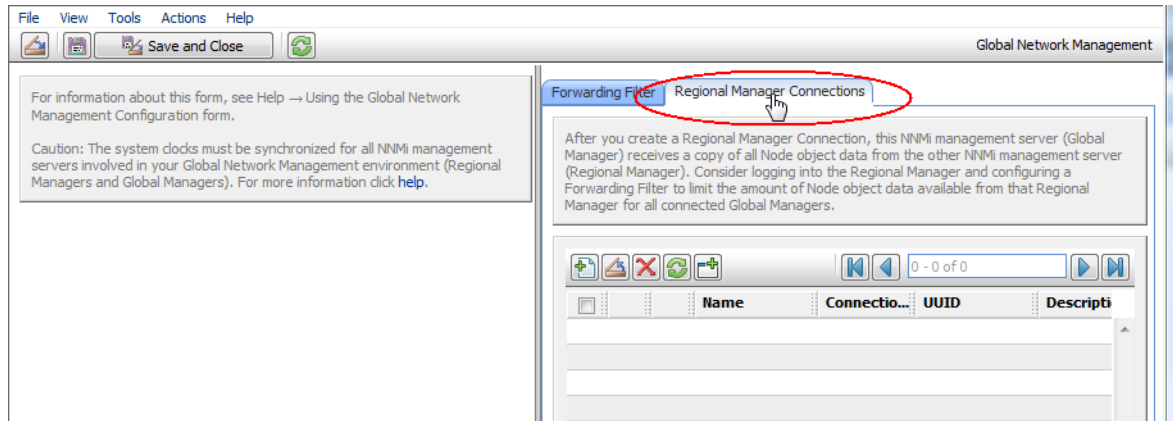 File View Tools Actions Help
Save and Close
Global Network Management
For information about this form, see Help → Using the Global Network
Management Configuration form.
Caution: The system clocks must be synchronized for all NNMi management
servers involved in your Global Network Management environment (Regional
Managers and Global Managers). For more information click help.
Forwarding Filter Regional Manager Connections
After you create a Regional Manager Connection, this NNMi management server (Global
Manager) receives a copy of all Node object data from the other NNMi management server
(Regional Manager). Consider logging into the Regional Manager and configuring a
Forwarding Filter to limit the amount of Node object data available from that Regional
Manager for all connected Global Managers.
0 - 0 of 0
Name Connectio... UUID Descripti